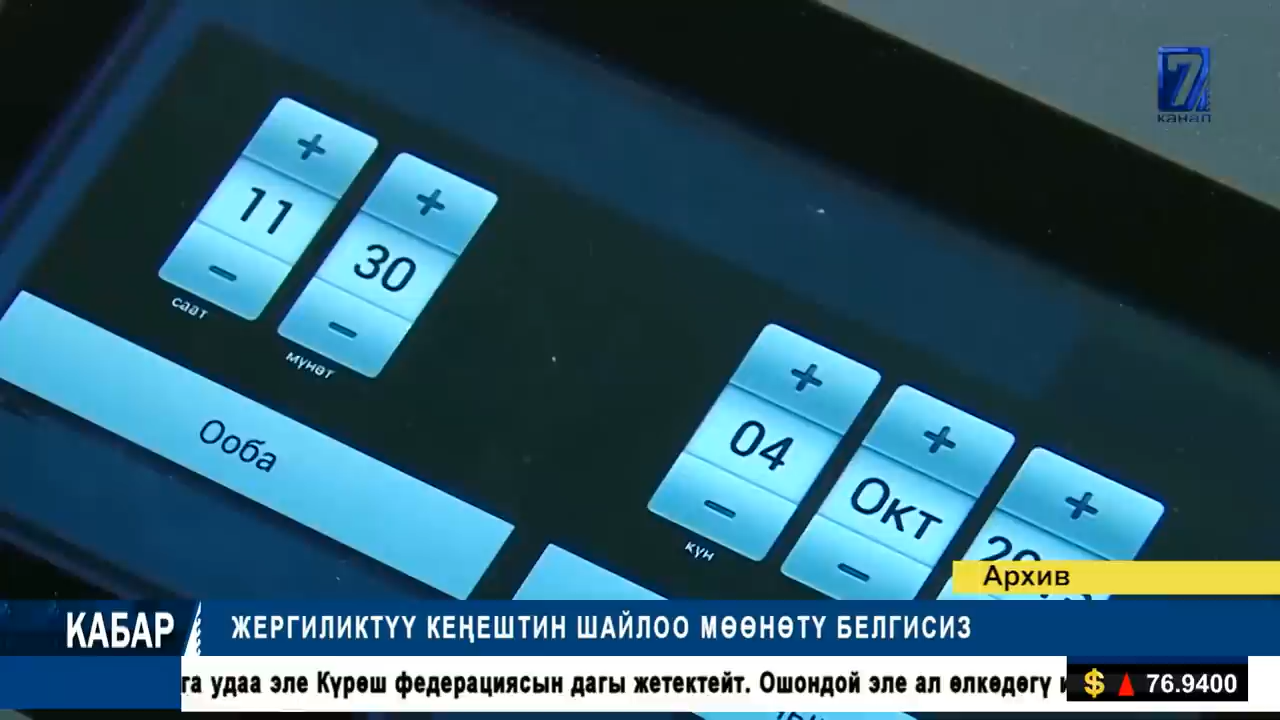 7
канал
+ +
11 30
- -
саат
мүнөт
Ооба
+ + +
04 Окт
- -
күн
Архив
КАБАР
ЖЕРГИЛИКТҮҮ КЕҢЕШТИН ШАЙЛОО МӨӨНӨТҮ БЕЛГИСИЗ
удаа эле Күрөш федерациясын дагы жетектейт. Ошондой эле ал өлкөдөгү
$ 76.9400